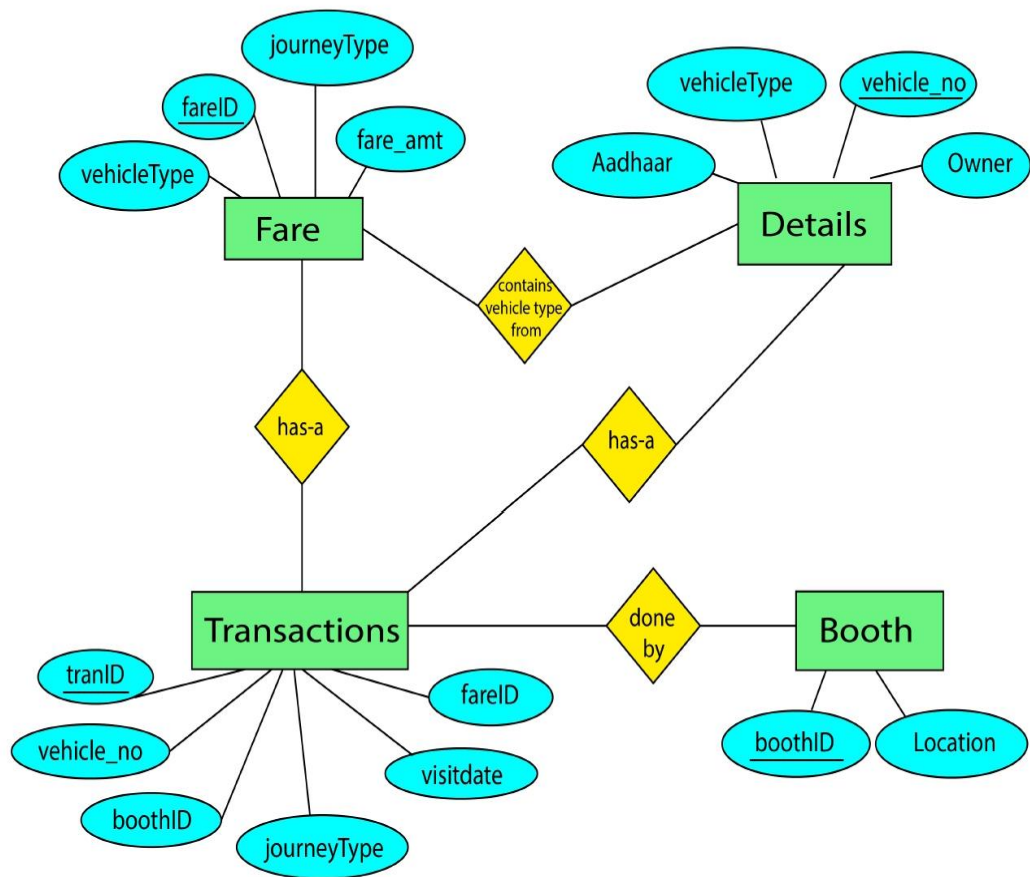 journeyType
fareID
fare_amt
vehicleType
Fare
vehicleType
vehicle_no
Aadhaar
Owner
Details
contains
vehicle type
from
has-a
has-a
Transactions
done
by
Booth
tranID
fareID
vehicle_no
visitdate
boothID
journeyType
boothID
Location